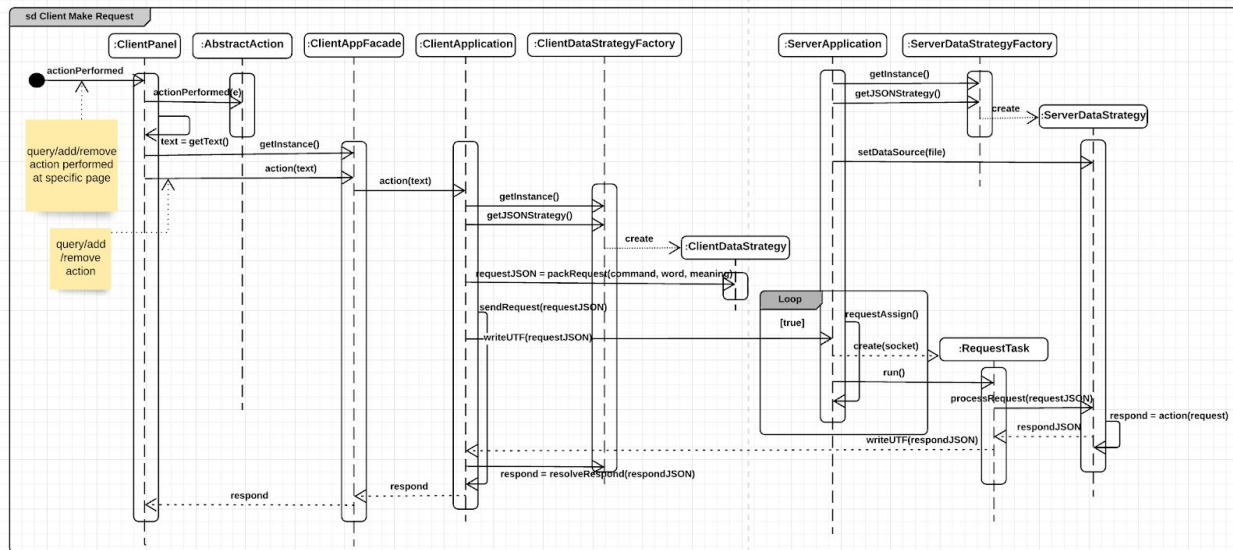 sd Client Make Request
:ClientPanel
:AbstractAction
:ClientAppFacade
:ClientApplication
:ClientDataStrategyFactory
:ServerApplication
:ServerDataStrategyFactory
actionPerformed
getInstance()
actionPerformed(e)
getJSONStrategy()
create
:ServerDataStrategy
text = getText()
getInstance()
query/add/remove
action performed
at specific page
setDataSource(file)
action(text)
action(text)
getInstance()
getJSONStrategy()
query/add
/remove
action
create
:ClientDataStrategy
requestJSON = packRequest(command, word, meaning)
Loop
sendRequest(requestJSON)
requestAssign()
[true]
writeUTF(requestJSON)
create(socket)
:RequestTask
run()
processRequest(requestJSON)
respond = action(request)
respondJSON
writeUTF(respondJSON)
respond = resolveRespond(respondJSON)
respond
respond